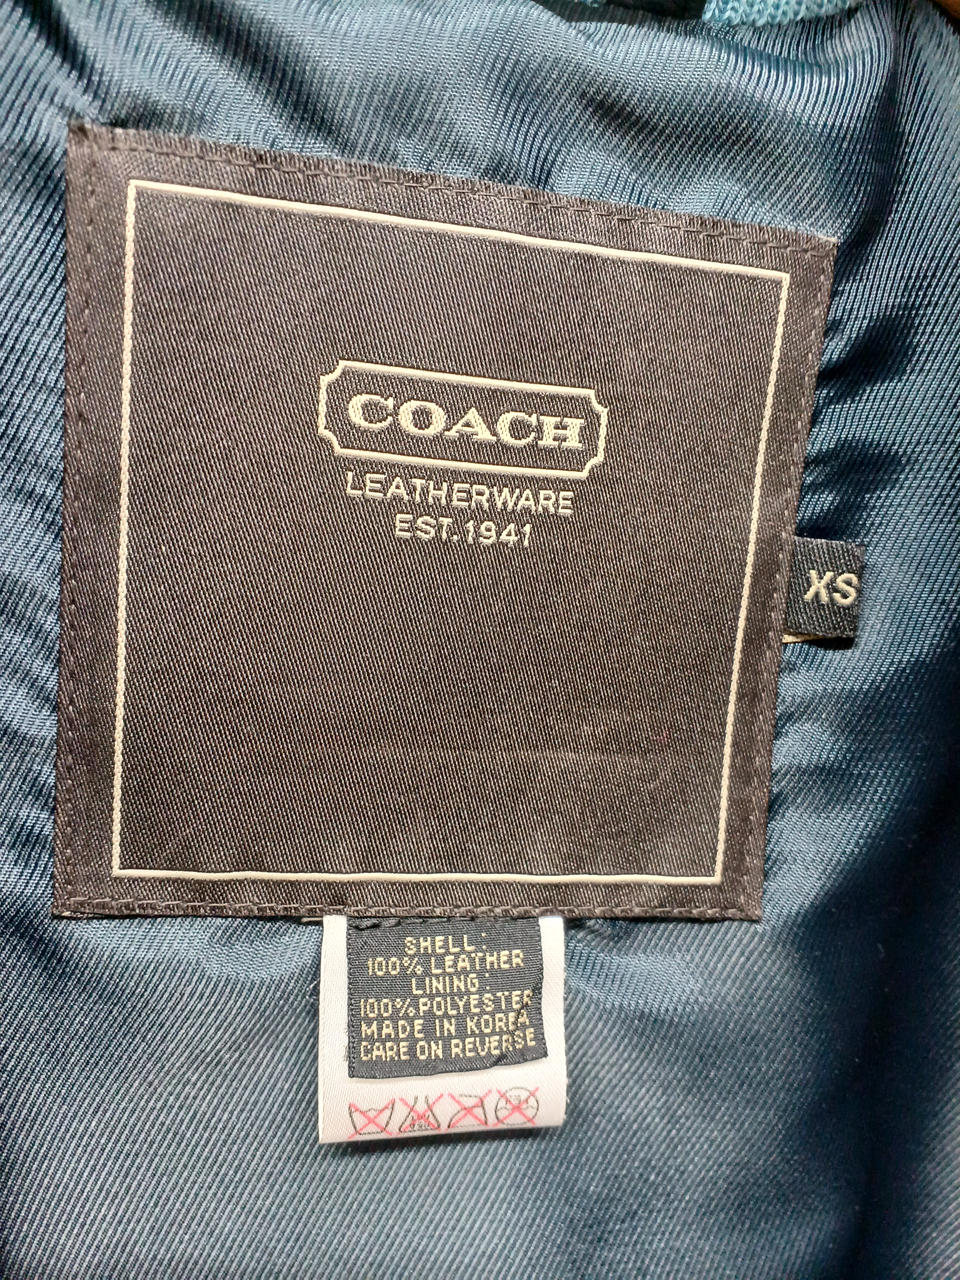 COACH
LEATHERWARE
EST. 1941
XS
SHELL:
100% LEATHER
LINING:
100% POLYESTER
MADE IN KOREA
CARE ON REVERSE